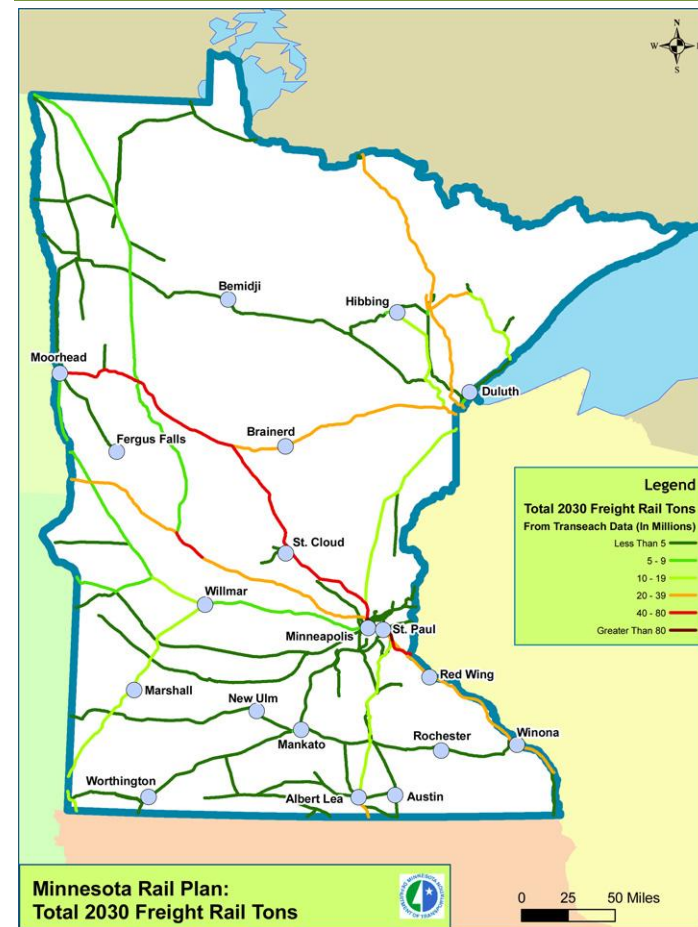 N
W
S
Bemidji
Hibbing
Moorhead
Duluth
Brainerd
Fergus Falls
Legend
Total 2030 Freight Rail Tons
From Transeach Data (In Millions)
Less Than 5
5 - 9
10 - 19
20 - 39
40 - 80
Greater Than 80
St. Cloud
Willmar
Minneapolis
St. Paul
Red Wing
Marshall
New Ulm
Mankato
Rochester
Winona
Worthington
Albert Lea
Austin
Minnesota Rail Plan:
Total 2030 Freight Rail Tons
0 25 50 Miles